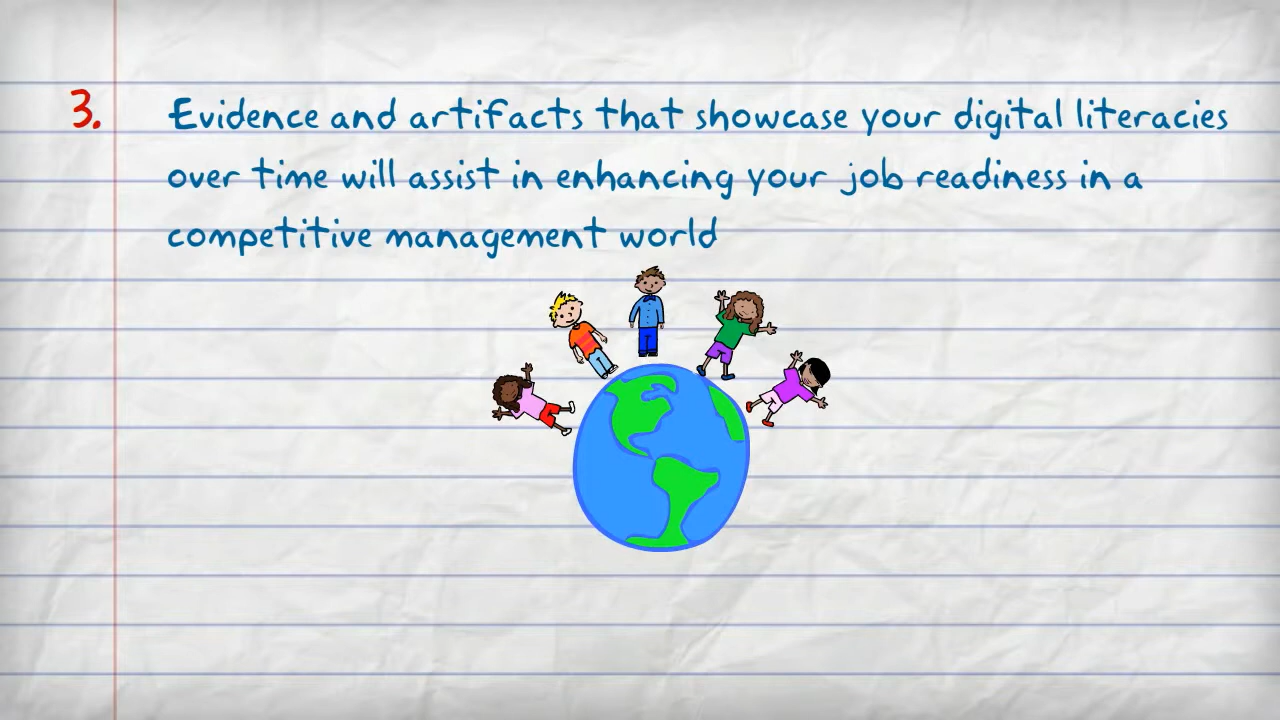 3. Evidence and artifacts that showcase your digital literacies
over time will assist in enhancing your job readiness in a
competitive management world